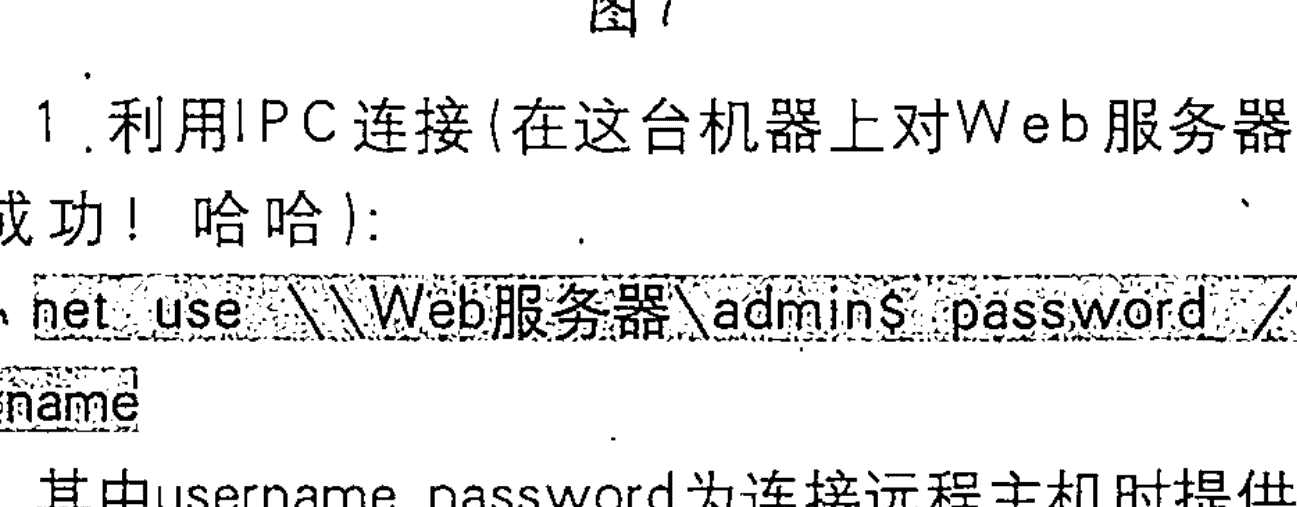 图7
1.利用IPC连接(在这台机器上对Web服务器
成功! 哈哈):
net use \\Web服务器\admin$ password /
name
其中username password为连接远程主机时提供